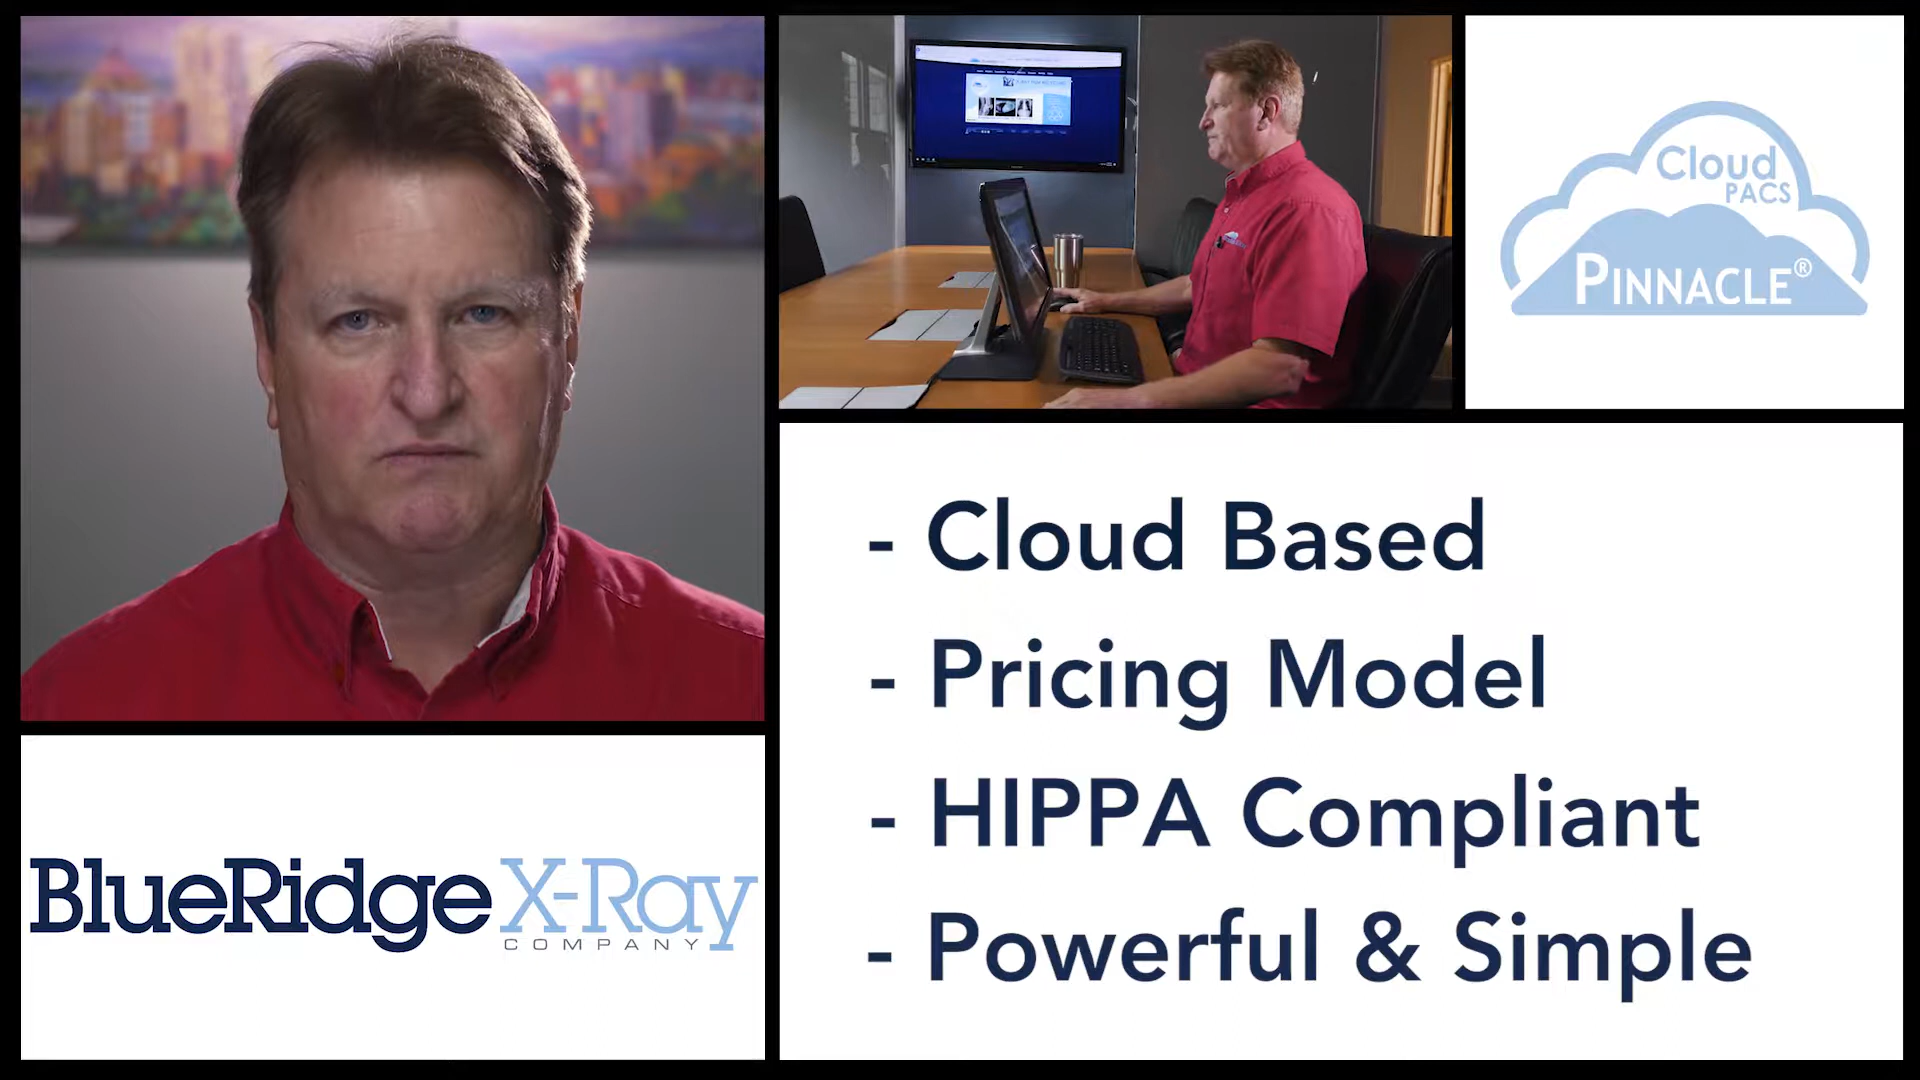 Cloud
PACS
PINNACLE®
- Cloud Based
- Pricing Model
- HIPPA Compliant
- Powerful & Simple
BlueRidge X-Ray
COMPANY